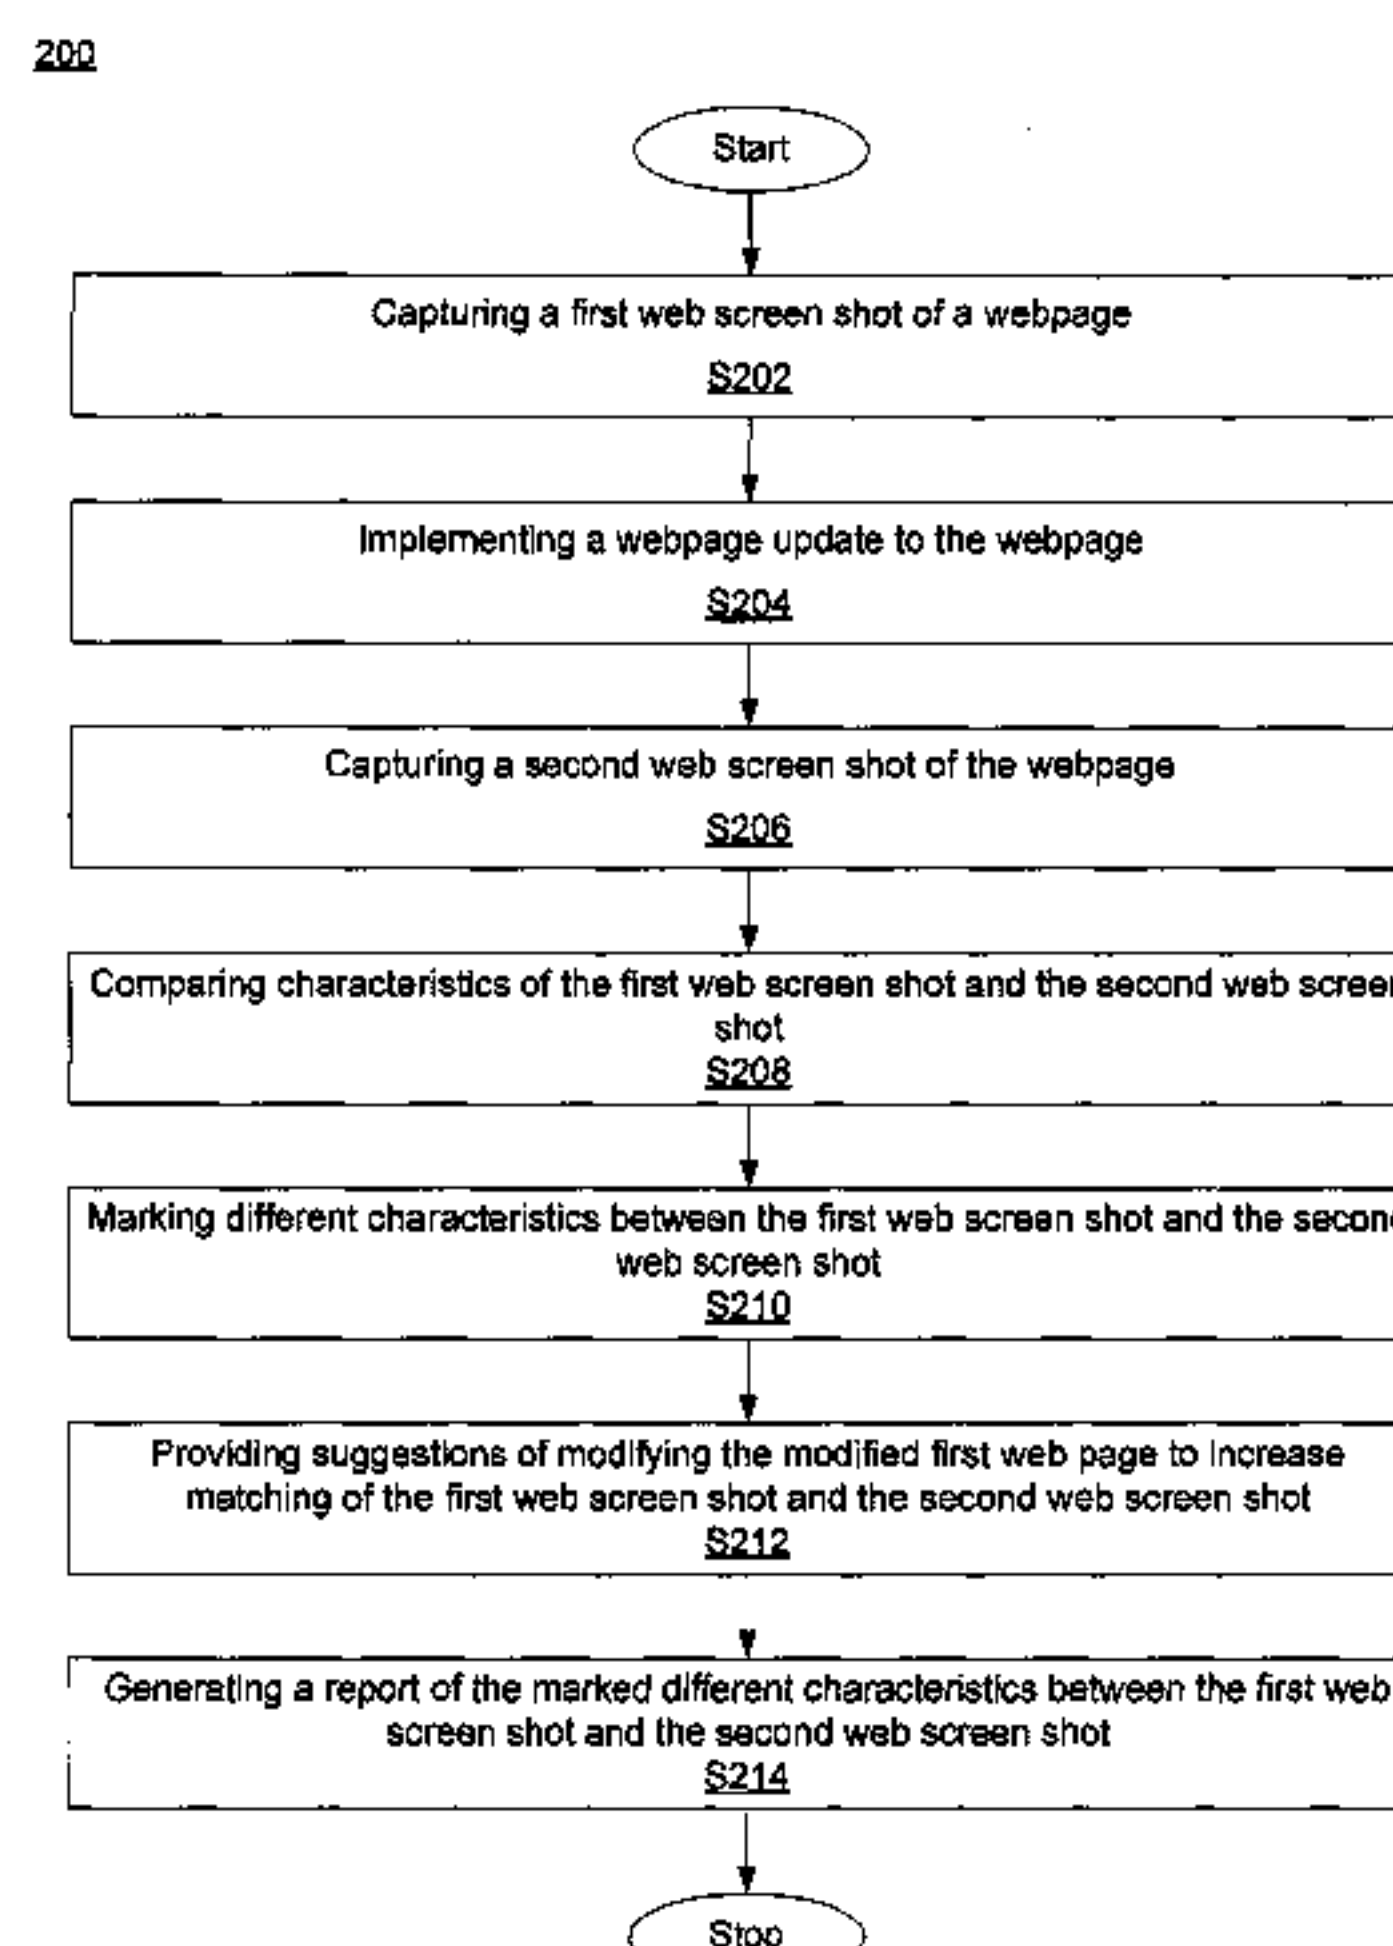 200
Start
Capturing a first web screen shot of a webpage
S202
Implementing a webpage update to the webpage
S204
Capturing a second web screen shot of the webpage
S206
Comparing characteristics of the first web screen shot and the second web screen
shot
S208
Marking different characteristics between the first web screen shot and the second
web screen shot
S210
Providing suggestions of modifying the modified first web page to increase
matching of the first web screen shot and the second web screen shot
S212
Generating a report of the marked different characteristics between the first web
screen shot and the second web screen shot
S214
Stop